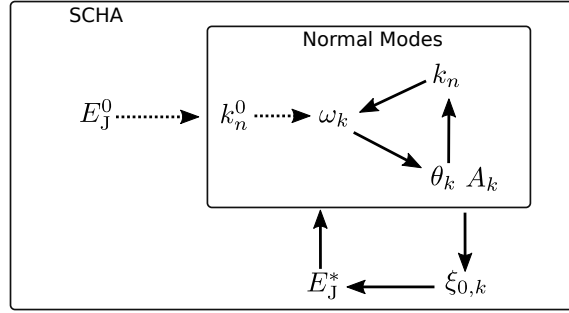 SCHA
Normal Modes
k_n
E_J^0 k_n^0 ω_k
θ_k A_k
E_J^* ξ_{0,k}